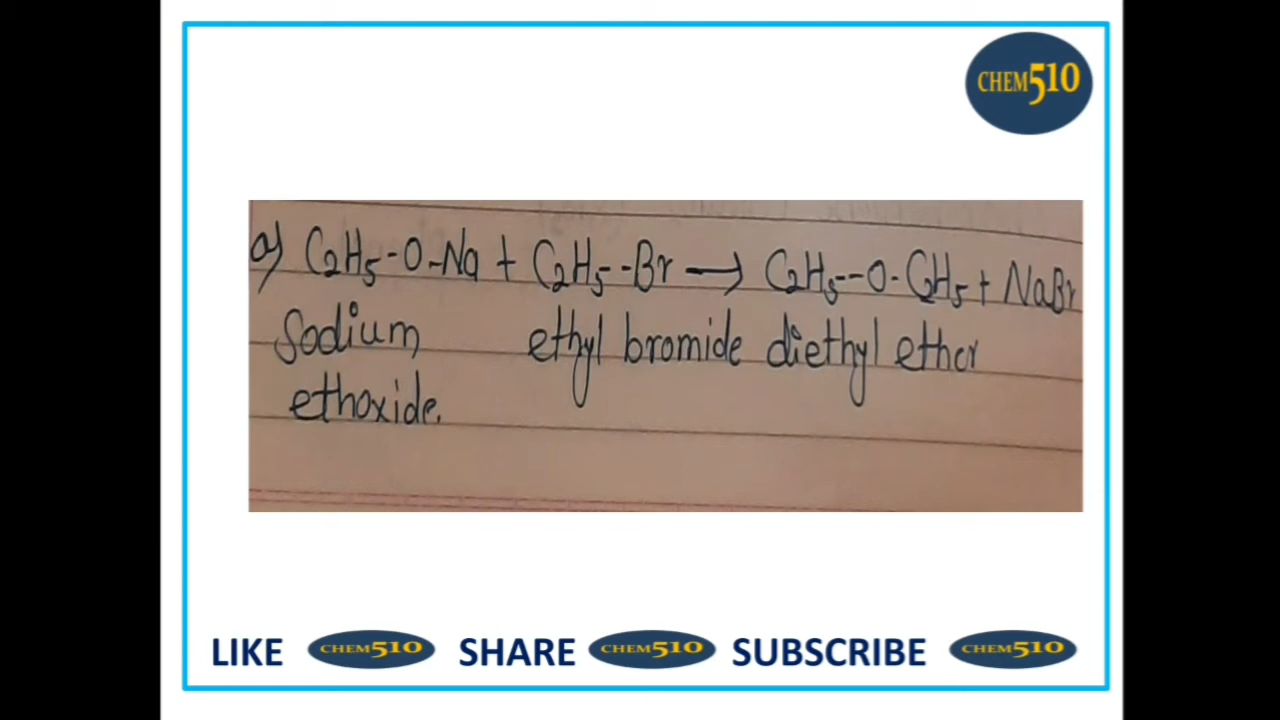 CHEM510
a) C2H5-O-Na + C2H5--Br → C2H5--O-C2H5 + NaBr
Sodium ethyl bromide diethyl ether
ethoxide.
LIKE CHEM510 SHARE CHEM510 SUBSCRIBE CHEM510